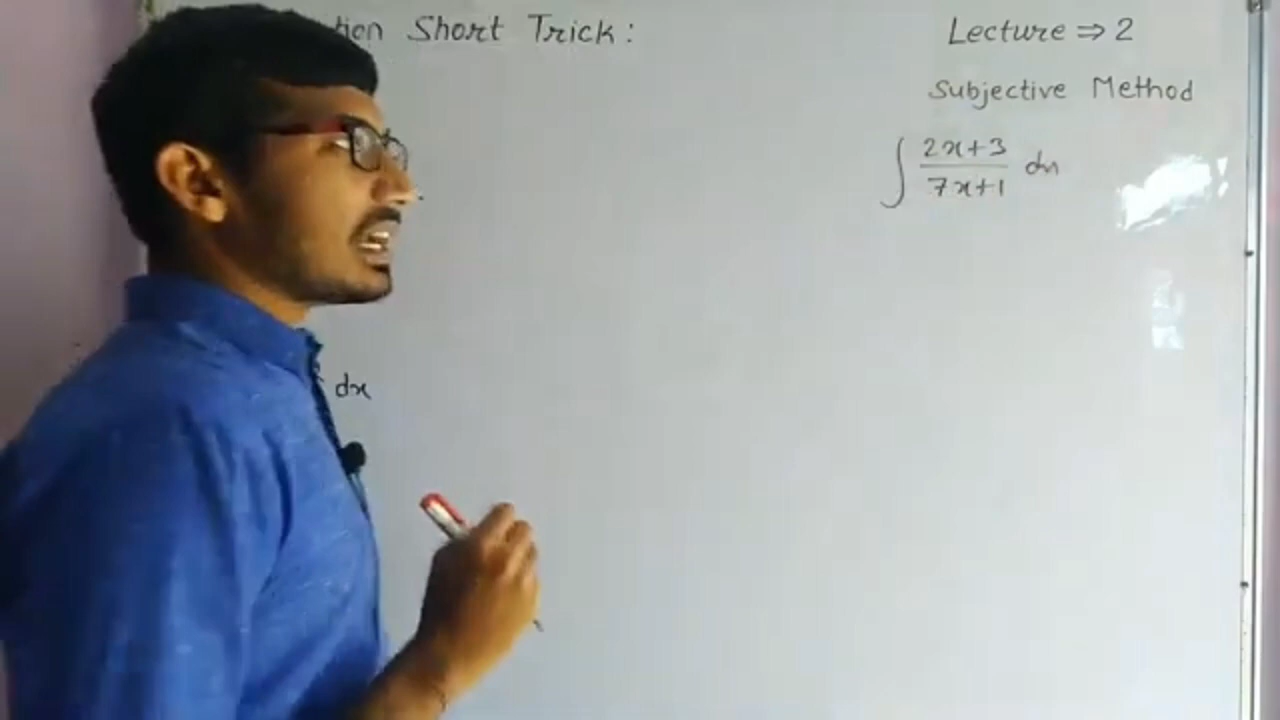 Short Trick :
Lecture ⇒ 2
Subjective Method
∫ 2x+3 / 7x+1 dx
dx